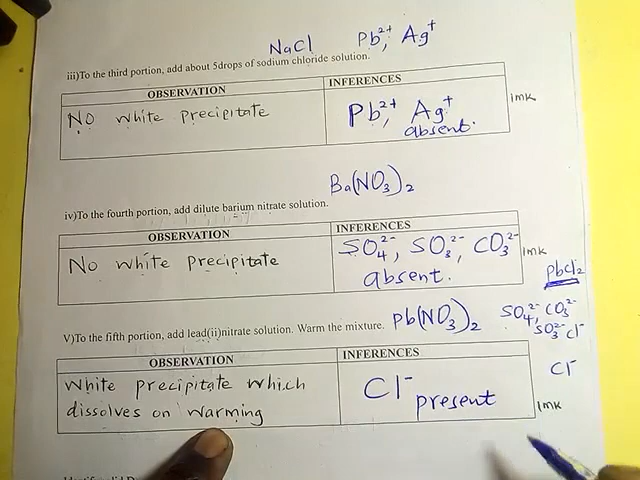 NaCl Pb²⁺, Ag⁺
iii)To the third portion, add about 5drops of sodium chloride solution.
OBSERVATION INFERENCES
No white precipitate Pb²⁺, Ag⁺
absent.
1mk
Ba(NO₃)₂
iv)To the fourth portion, add dilute barium nitrate solution.
OBSERVATION INFERENCES
No white precipitate SO₄²⁻, SO₃²⁻, CO₃²⁻
absent.
1mk
PbCl₂
V)To the fifth portion, add lead(ii)nitrate solution. Warm the mixture. Pb(NO₃)₂
SO₄²⁻, CO₃²⁻
SO₃²⁻ Cl⁻
OBSERVATION INFERENCES
White precipitate which
dissolves on warming
Cl⁻ present
Cl⁻
1mk